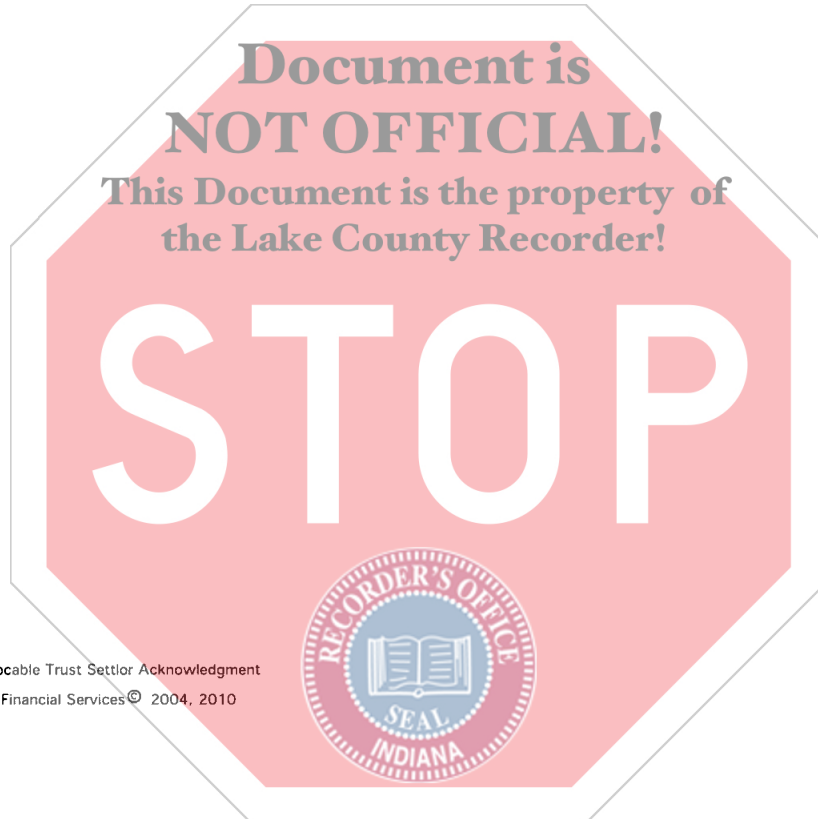 Document is
NOT OFFICIAL!
This Document is the property of
the Lake County Recorder!
STOP
RECORDER'S OFFICE
SEAL
INDIANA
ocable Trust Settlor Acknowledgment
Financial Services© 2004, 2010